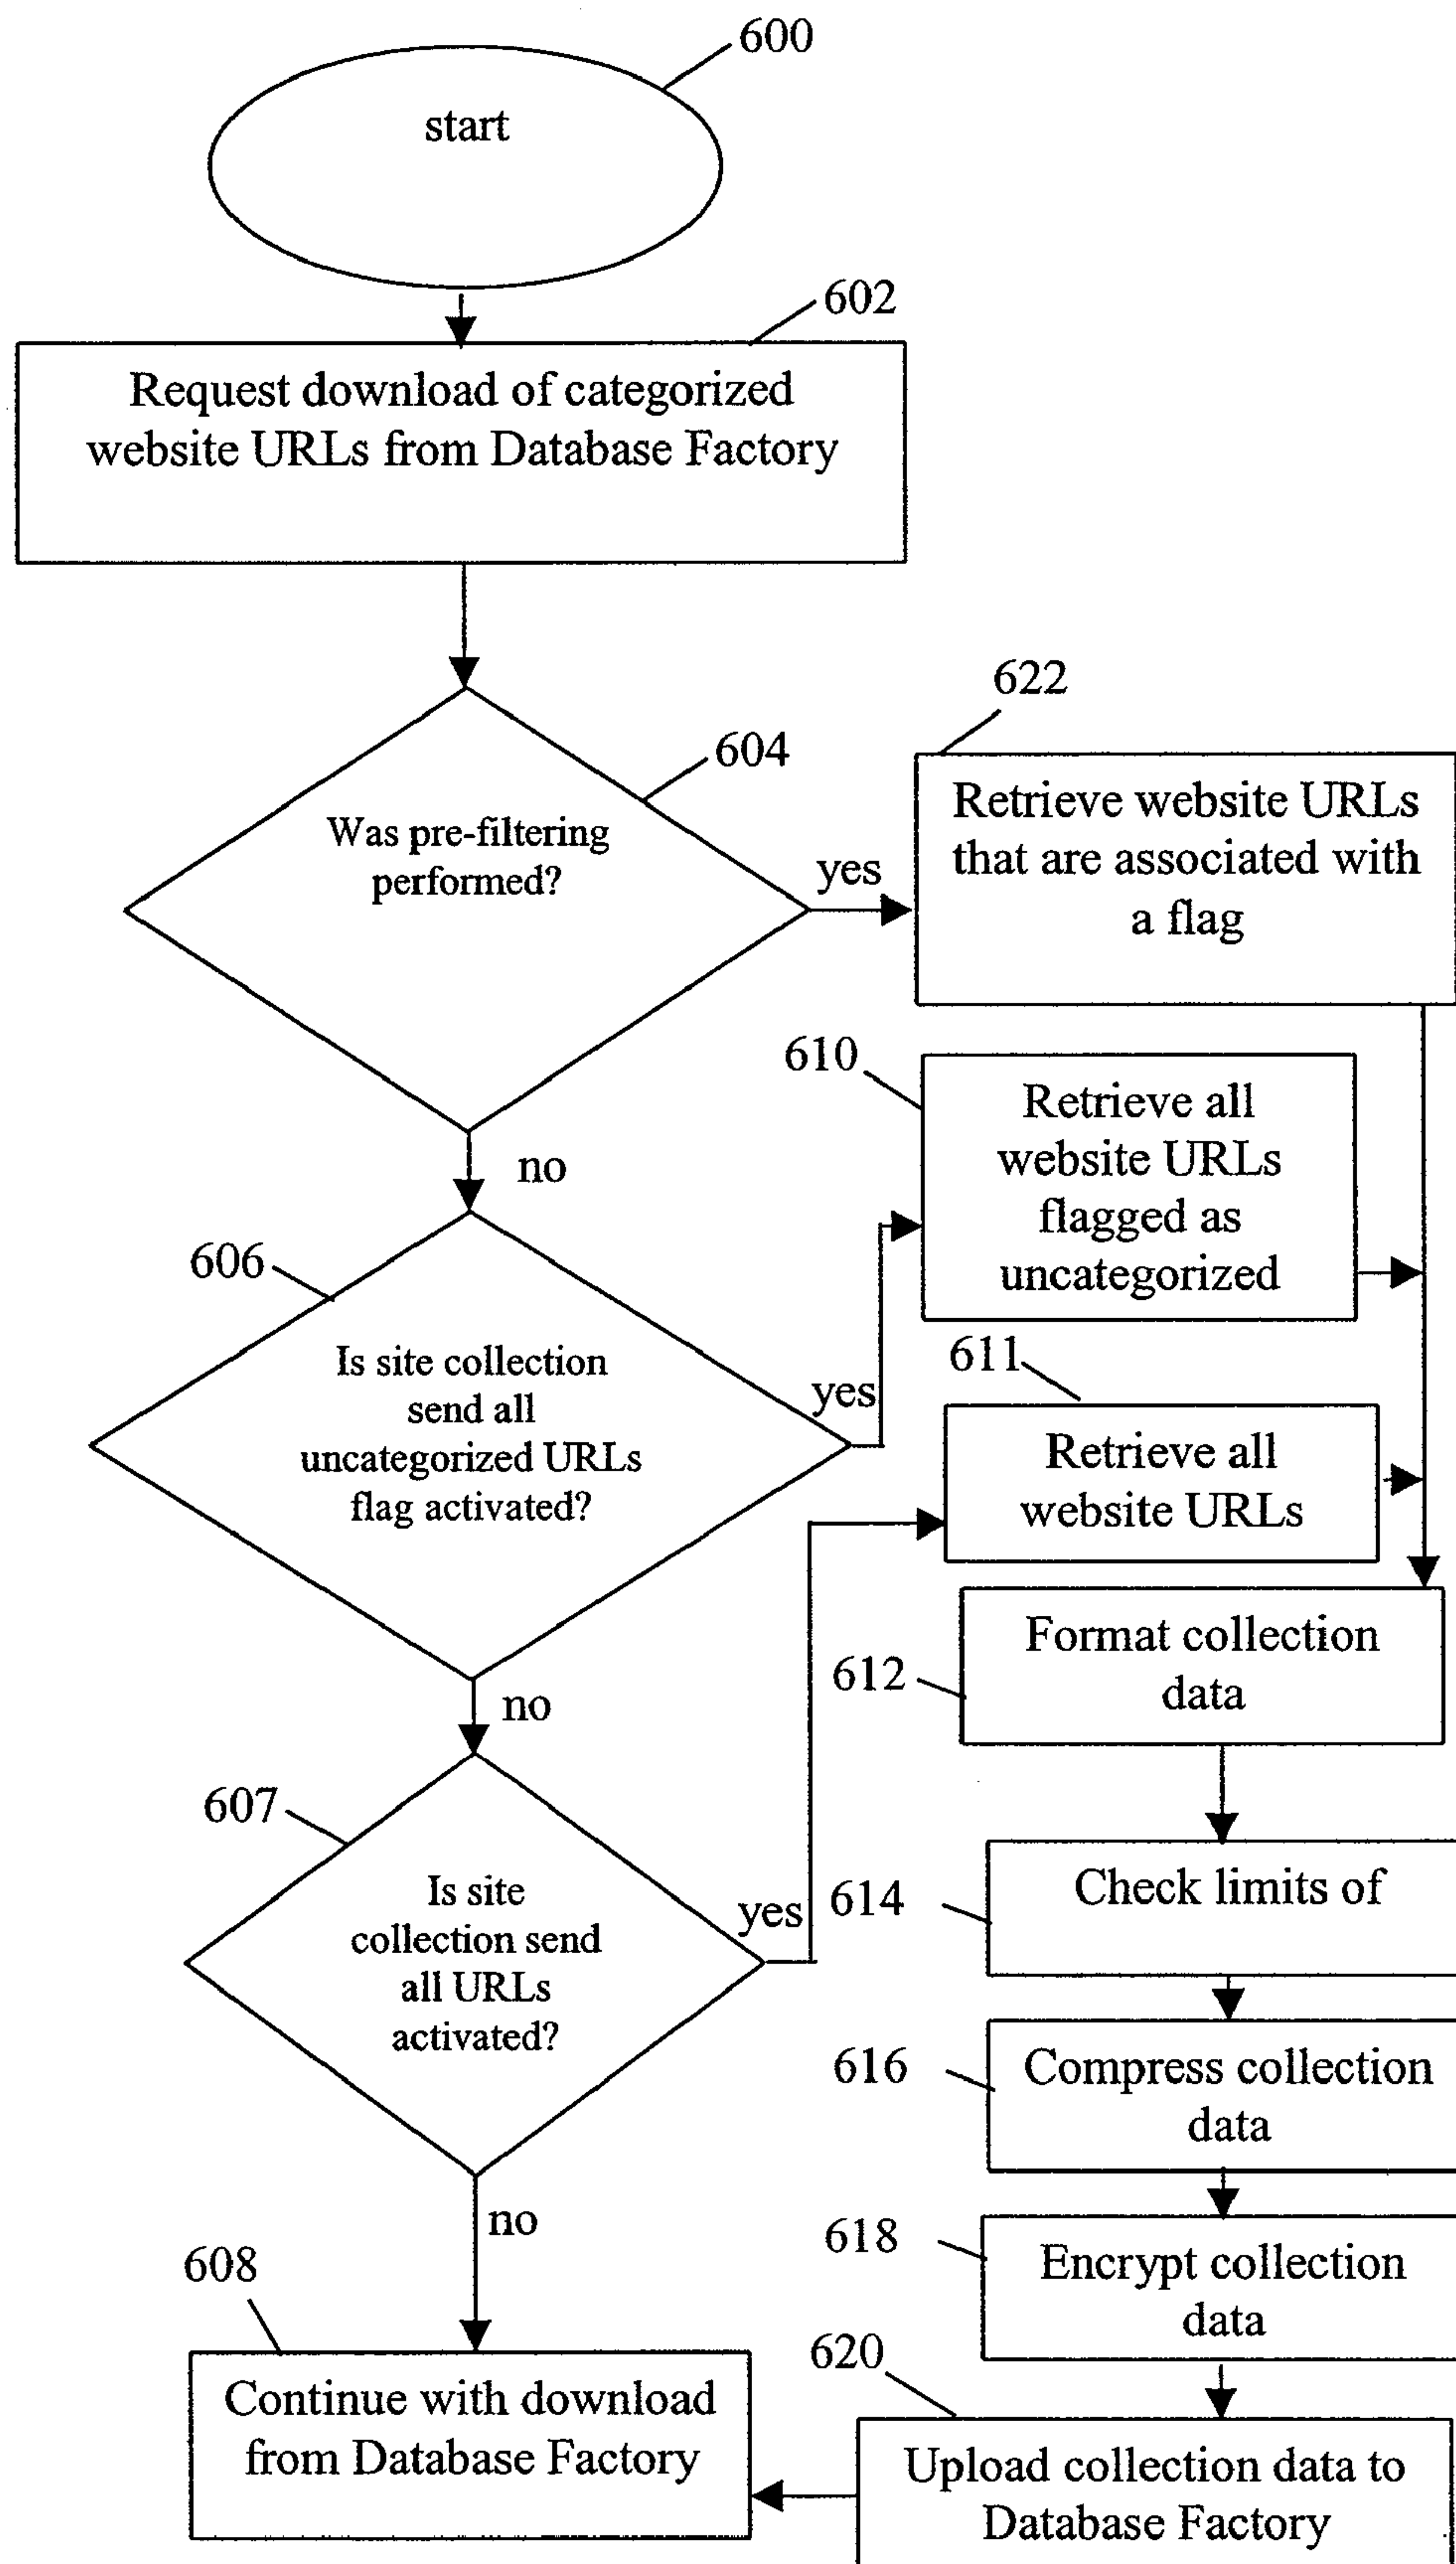 600
start
602
Request download of categorized
website URLs from Database Factory
622
604
Retrieve website URLs
that are associated with
a flag
Was pre-filtering
performed?
yes
610
Retrieve all
website URLs
flagged as
uncategorized
no
606
Is site collection
send all
uncategorized URLs
flag activated?
yes
611
Retrieve all
website URLs
Format collection
data
612
no
607
Is site
collection send
all URLs
activated?
yes
614
Check limits of
616
Compress collection
data
no
618
Encrypt collection
data
608
620
Continue with download
from Database Factory
Upload collection data to
Database Factory